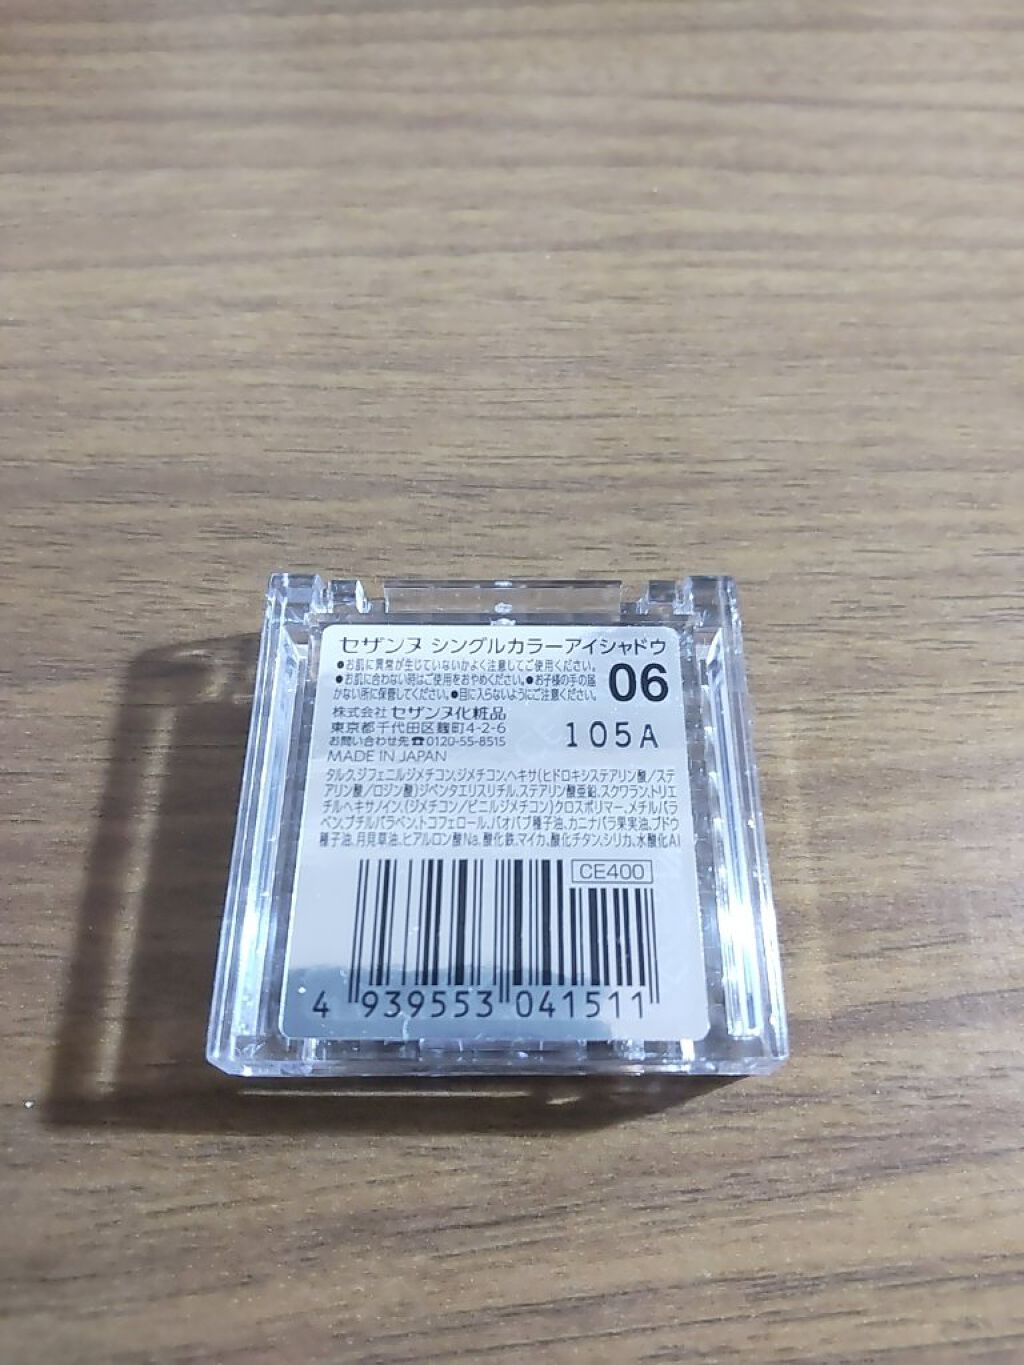 セザンヌ シングルカラーアイシャドウ
●お肌に異常が生じていないかよく注意してご使用ください。
●お肌に合わない時はご使用をおやめください。●お子様の手の届
かない所に保管してください。●目に入らないようにご注意ください。
06
株式会社 セザンヌ化粧品
東京都千代田区麹町4-2-6
お問い合わせ先☎0120-55-8515
105A
MADE IN JAPAN
タルク,ジフェニルジメチコン,ジメチコン,ヘキサ(ヒドロキシステアリン酸/ステ
アリン酸/ロジン酸)ジペンタエリスリチル,ステアリン酸亜鉛,スクワラン,トリエ
チルヘキサノイン,(ジメチコン/ビニルジメチコン)クロスポリマー,メチルパラ
ベン,ブチルパラベン,トコフェロール,バオバブ種子油,カニナバラ果実油,ブドウ
種子油,月見草油,ヒアルロン酸Na,酸化鉄,マイカ,酸化チタン,シリカ,水酸化Al
CE400
4 939553 041511